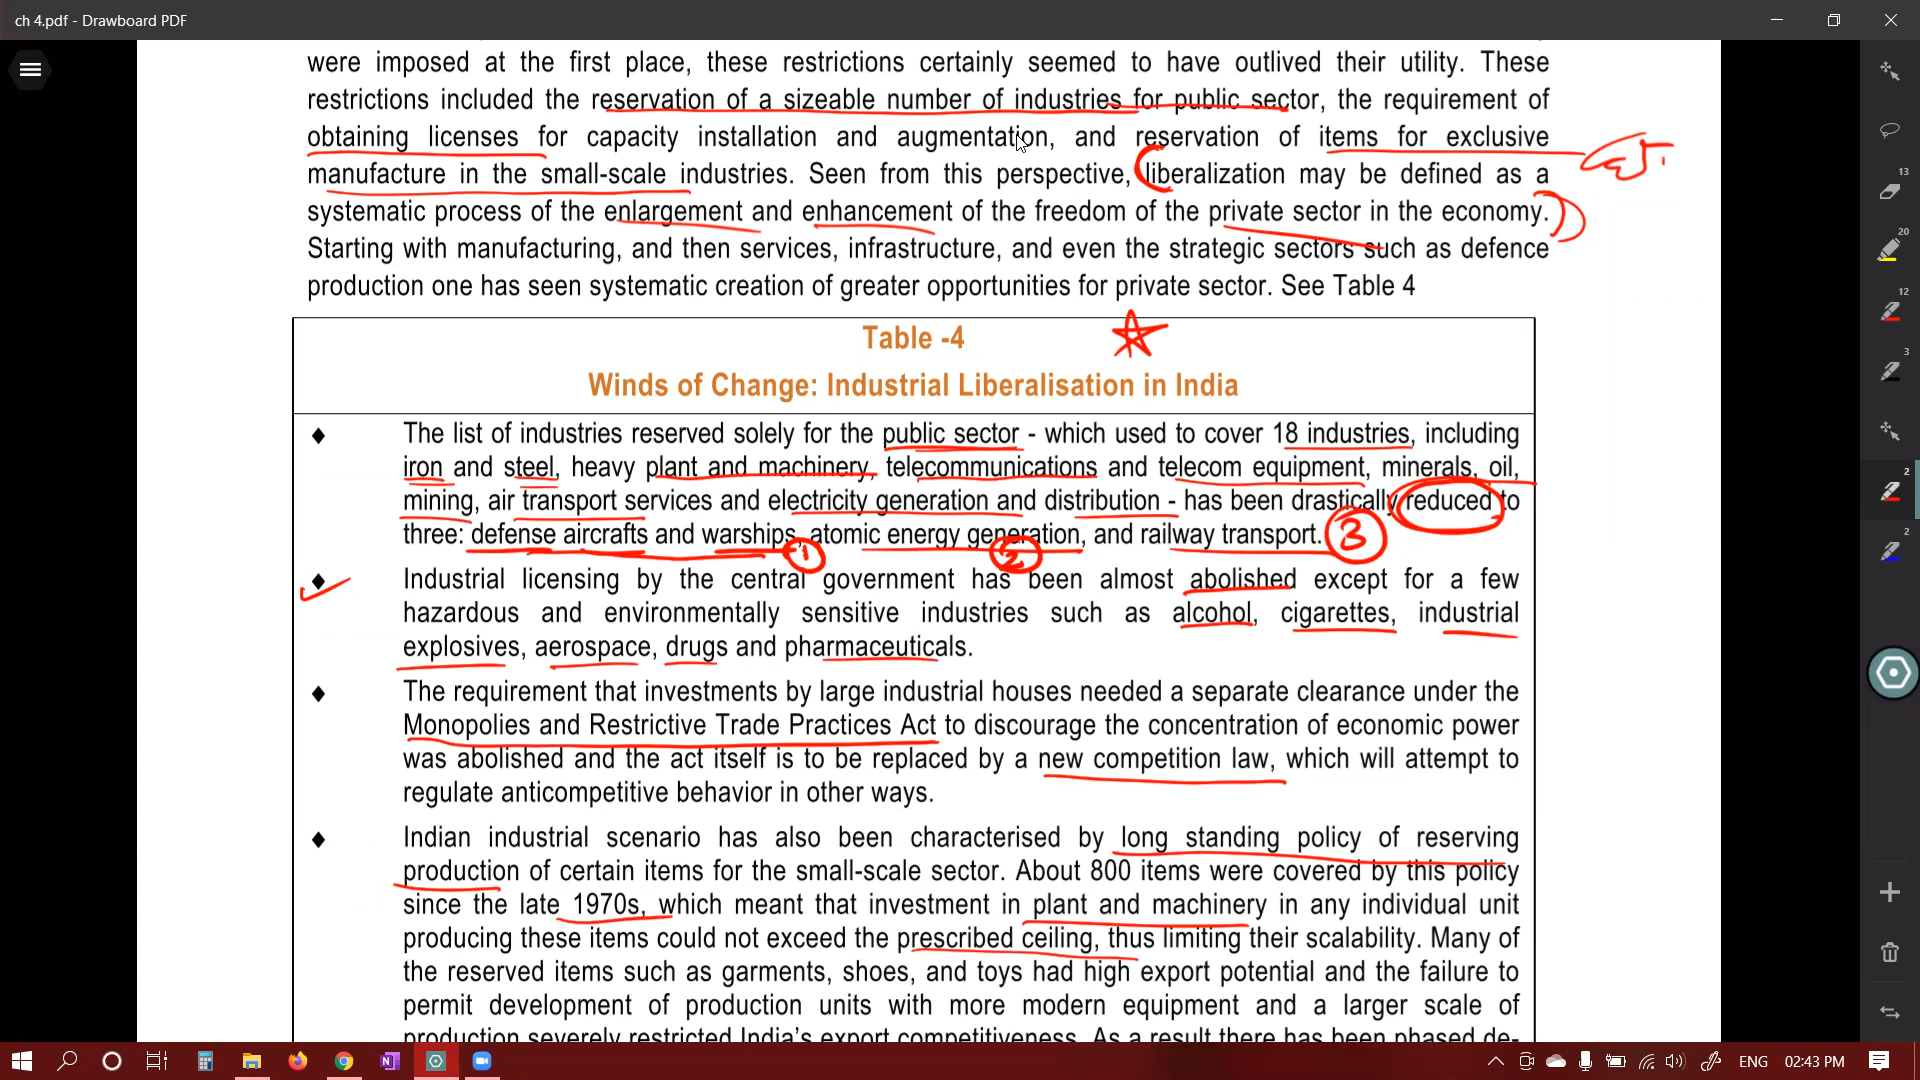 ch 4.pdf - Drawboard PDF
were imposed at the first place, these restrictions certainly seemed to have outlived their utility. These
restrictions included the reservation of a sizeable number of industries for public sector, the requirement of
obtaining licenses for capacity installation and augmentation, and reservation of items for exclusive
manufacture in the small-scale industries. Seen from this perspective, liberalization may be defined as a
systematic process of the enlargement and enhancement of the freedom of the private sector in the economy.
Starting with manufacturing, and then services, infrastructure, and even the strategic sectors such as defence
production one has seen systematic creation of greater opportunities for private sector. See Table 4
Table -4
Winds of Change: Industrial Liberalisation in India
♦ The list of industries reserved solely for the public sector - which used to cover 18 industries, including
iron and steel, heavy plant and machinery, telecommunications and telecom equipment, minerals, oil,
mining, air transport services and electricity generation and distribution - has been drastically reduced to
three: defense aircrafts and warships, atomic energy generation, and railway transport. 3
1 2
♦ Industrial licensing by the central government has been almost abolished except for a few
hazardous and environmentally sensitive industries such as alcohol, cigarettes, industrial
explosives, aerospace, drugs and pharmaceuticals.
♦ The requirement that investments by large industrial houses needed a separate clearance under the
Monopolies and Restrictive Trade Practices Act to discourage the concentration of economic power
was abolished and the act itself is to be replaced by a new competition law, which will attempt to
regulate anticompetitive behavior in other ways.
♦ Indian industrial scenario has also been characterised by long standing policy of reserving
production of certain items for the small-scale sector. About 800 items were covered by this policy
since the late 1970s, which meant that investment in plant and machinery in any individual unit
producing these items could not exceed the prescribed ceiling, thus limiting their scalability. Many of
the reserved items such as garments, shoes, and toys had high export potential and the failure to
permit development of production units with more modern equipment and a larger scale of
production severely restricted India's export competitiveness. As a result there has been phased de-
13
20
12
3
2
2
ENG 02:43 PM